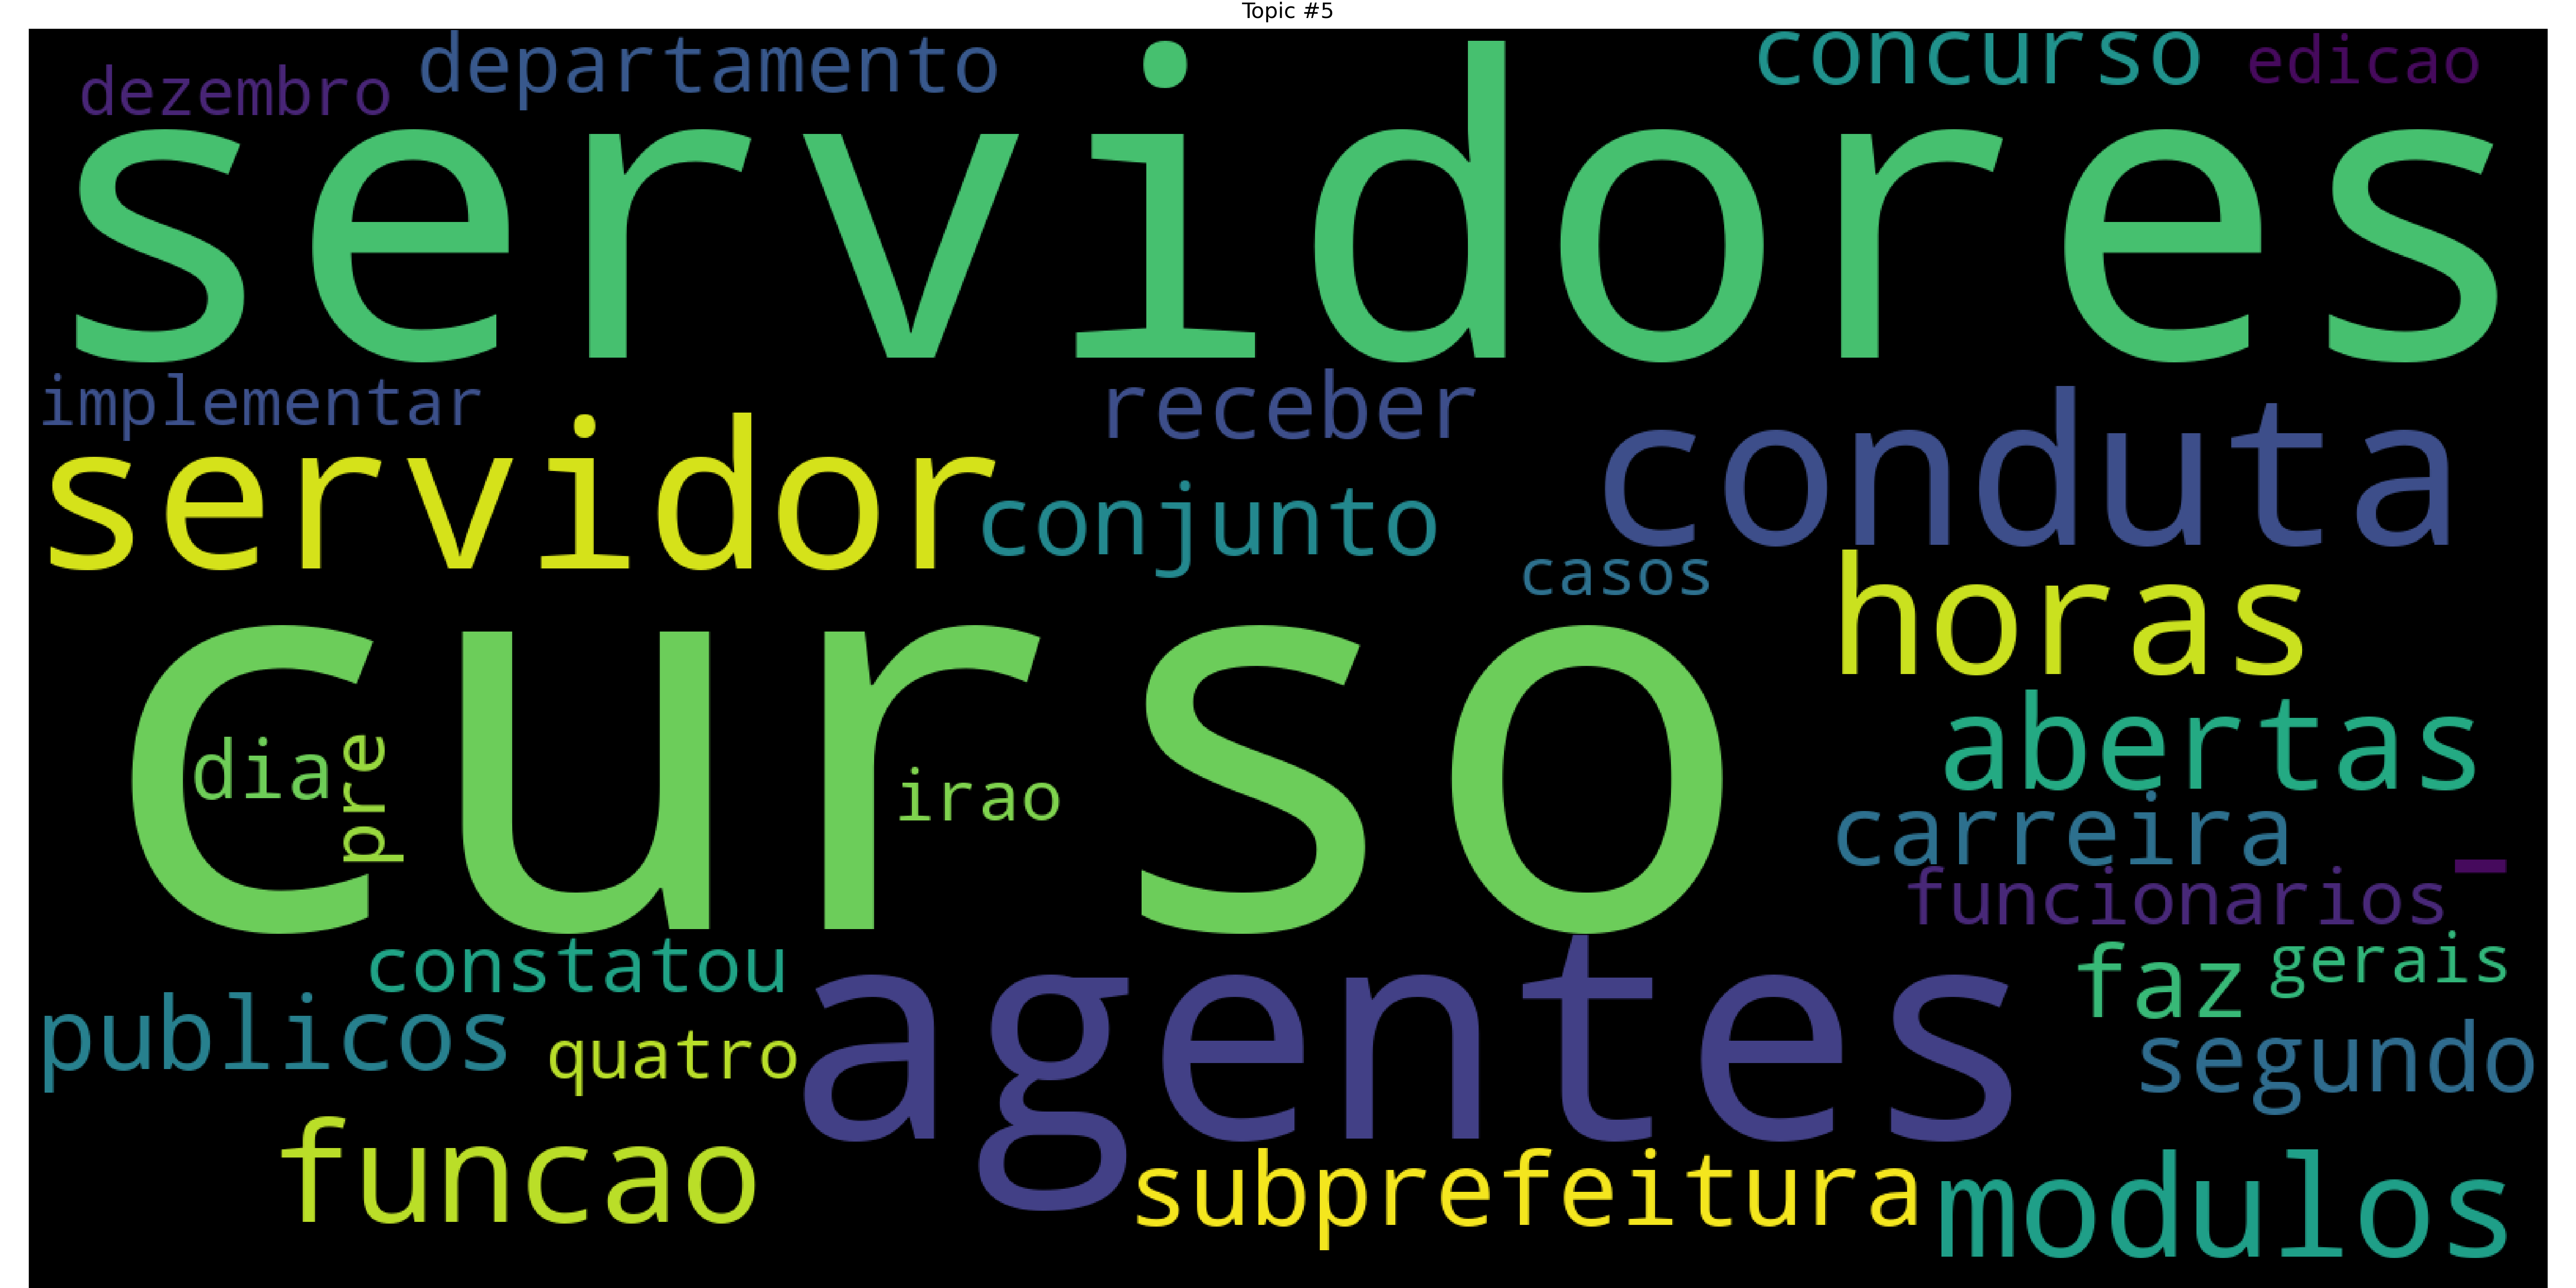 Topic #5
dezembro
departamento
concurso
edicao
servidores
implementar
receber
conduta
servidor
conjunto
casos
horas
curso
abertas
dia
pre
irao
carreira
-
funcionarios
constatou
agentes
faz
gerais
publicos
quatro
segundo
funcao
subprefeitura
modulos